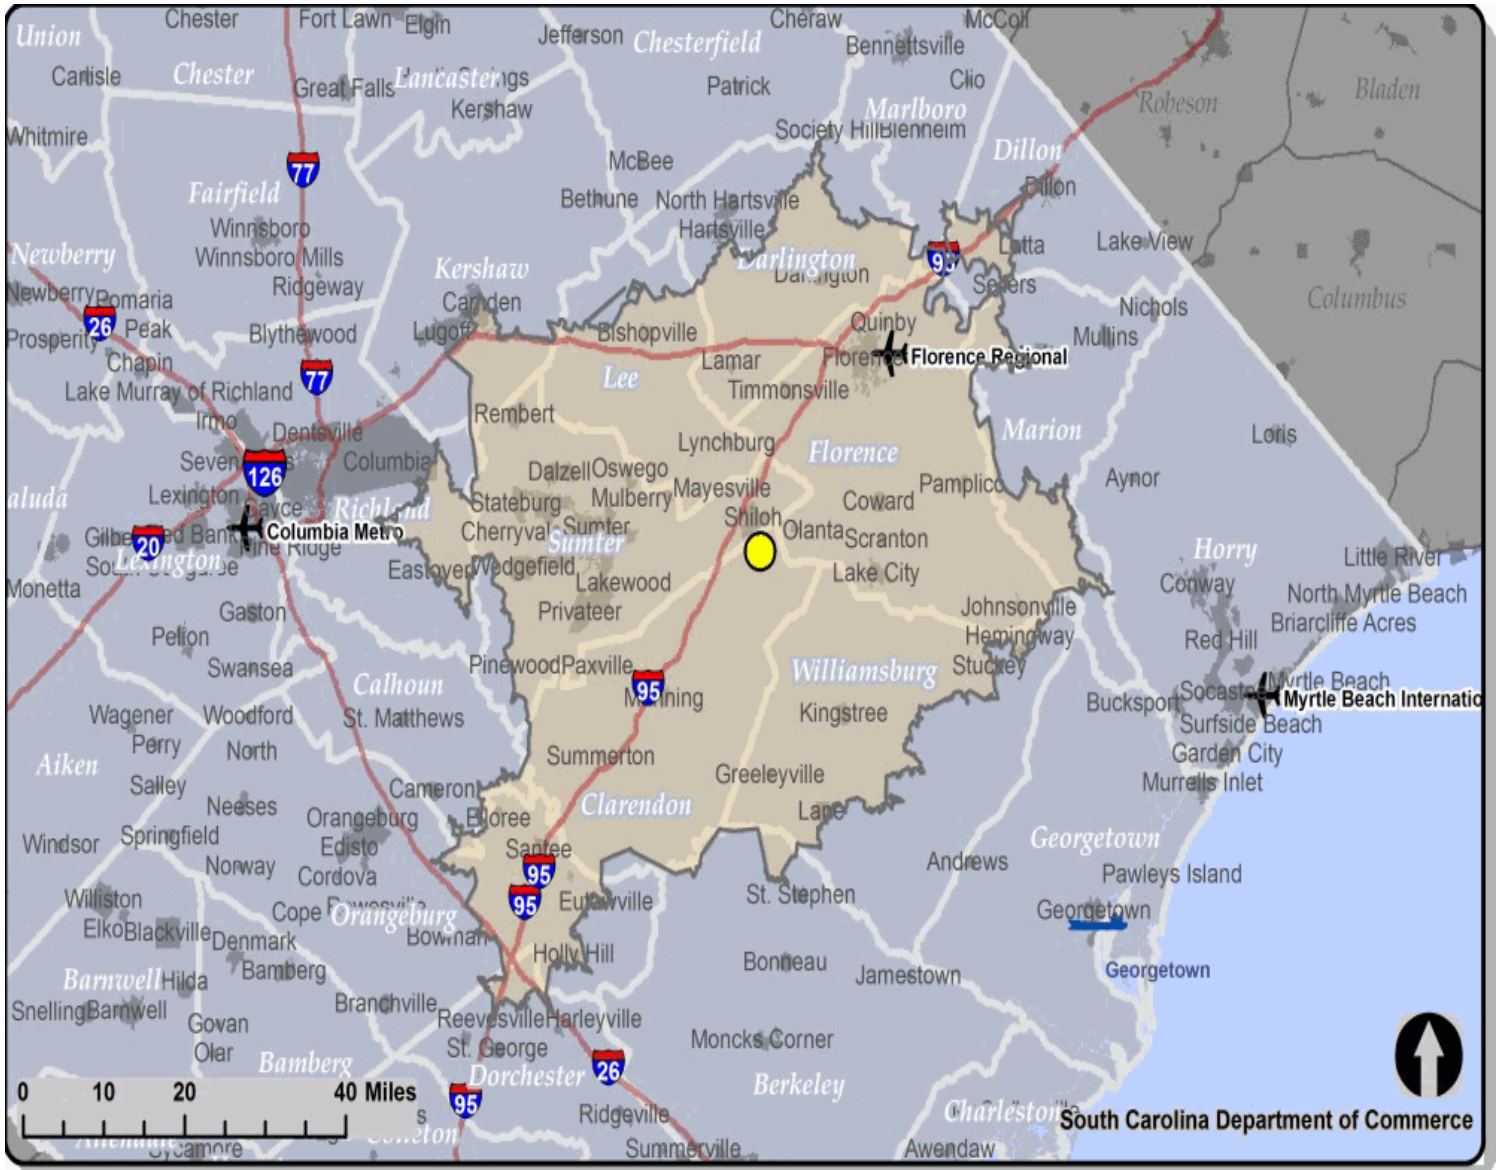 Chester
Fort Lawn
Elgin
Cheraw
McColl
Union
Jefferson
Chesterfield
Bennettsville
Carlisle
Chester
Great Falls
Lancaster
Patrick
Clio
Kershaw
Marlboro
Robeson
Bladen
Whitmire
Society Hill
Blenheim
77
McBee
Dillon
Fairfield
Bethune
North Hartsville
Dillon
Winnsboro
Hartsville
Newberry
Winnsboro Mills
Kershaw
Darlington
Darlington
95
Latta
Lake View
Newberry
Pomaria
Ridgeway
Camden
Sellers
Columbus
26
Peak
Blythewood
Lugoff
Bishopville
Quinby
Nichols
Prosperity
Chapin
Lamar
Florence
Florence Regional
Mullins
77
Lee
Lake Murray of Richland
Timmonsville
Irmo
Rembert
Dentsville
Lynchburg
Florence
Marion
Loris
Seven
126
Columbia
Dalzell
Oswego
Pamplico
Aynor
Lexington
Stateburg
Mulberry
Mayesville
Coward
Richland
Shiloh
20
Columbia Metro
Cherryval
Sumter
Sumter
Olanta
Scranton
Horry
Little River
Lexington
Pine Ridge
Eastover
Wedgefield
Lakewood
Lake City
Conway
North Myrtle Beach
Monetta
Gaston
Privateer
Johnsonville
Briarcliffe Acres
Pelion
Hemingway
Red Hill
Swansea
Pinewood
Paxville
Williamsburg
Stuckey
Calhoun
95
Manning
Bucksport
Socastee
Myrtle Beach
Myrtle Beach Internatio
Wagener
Woodford
St. Matthews
Kingstree
Surfside Beach
Perry
North
Summerton
Garden City
Aiken
Greeleyville
Salley
Cameron
Murrells Inlet
Neeses
Orangeburg
Elloree
Clarendon
Lane
Windsor
Springfield
Edisto
Santee
Georgetown
Norway
Cordova
95
Andrews
Pawleys Island
Williston
95
Eutawville
St. Stephen
Cope
Orangeburg
Georgetown
Elko
Blackville
Denmark
Bowman
Holly Hill
Barnwell
Hilda
Bamberg
Bonneau
Jamestown
Georgetown
Snelling
Barnwell
Branchville
Govan
Reevesville
Harleyville
Olar
St. George
Moncks Corner
Bamberg
26
Dorchester
Berkeley
0 10 20 40 Miles
95
Ridgeville
Charleston
South Carolina Department of Commerce
Summerville
Awendaw